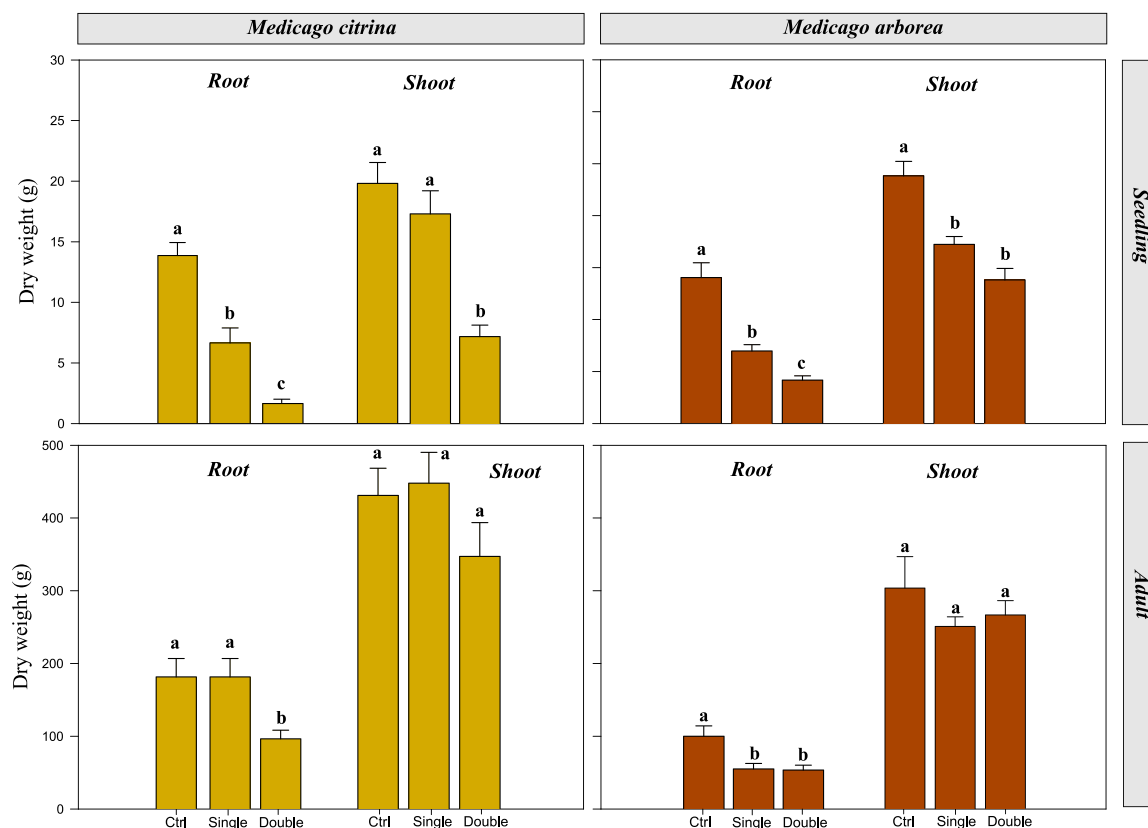 Medicago citrina
Medicago arborea
30
25
20
15
10
5
0
Dry weight (g)
Root
Shoot
a
b
c
a
a
b
Root
Shoot
a
b
c
a
b
b
Seedling
500
400
300
200
100
0
Dry weight (g)
Root
Shoot
a
a
b
a
a
a
Root
Shoot
a
b
b
a
a
a
Adult
Ctrl Single Double Ctrl Single Double Ctrl Single Double Ctrl Single Double